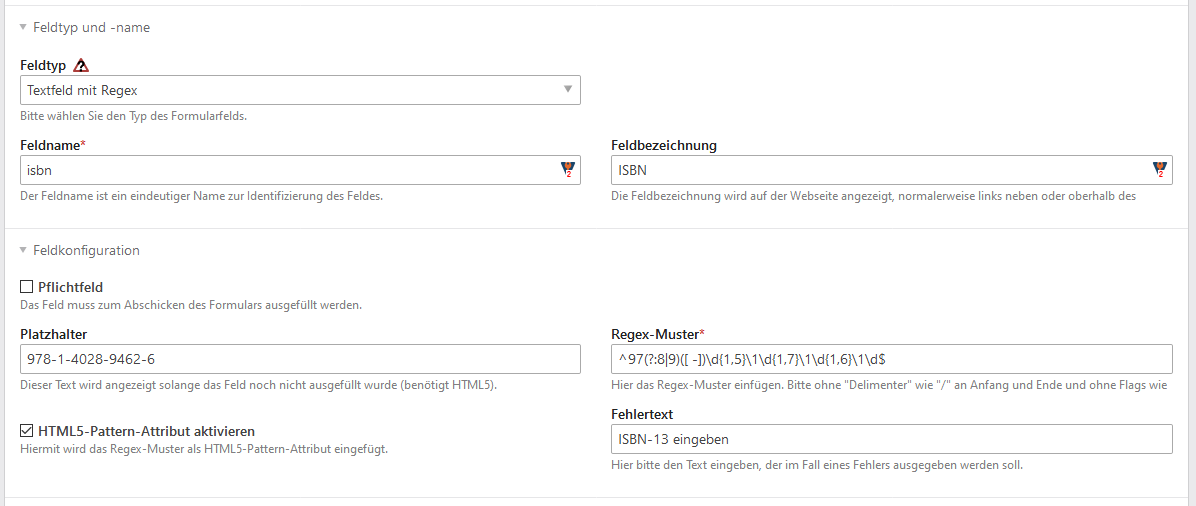 Feldtyp und -name
Feldtyp
Textfeld mit Regex
Bitte wählen Sie den Typ des Formularfelds.
Feldname*
isbn
Der Feldname ist ein eindeutiger Name zur Identifizierung des Feldes.
Feldbezeichnung
ISBN
Die Feldbezeichnung wird auf der Webseite angezeigt, normalerweise links neben oder oberhalb des
Feldkonfiguration
Pflichtfeld
Das Feld muss zum Abschicken des Formulars ausgefüllt werden.
Platzhalter
978-1-4028-9462-6
Dieser Text wird angezeigt solange das Feld noch nicht ausgefüllt wurde (benötigt HTML5).
Regex-Muster*
^97(?:8|9)([ -])\d{1,5}\1\d{1,7}\1\d{1,6}\1\d$
Hier das Regex-Muster einfügen. Bitte ohne "Delimenter" wie "/" an Anfang und Ende und ohne Flags wie
HTML5-Pattern-Attribut aktivieren
Hiermit wird das Regex-Muster als HTML5-Pattern-Attribut eingefügt.
Fehlertext
ISBN-13 eingeben
Hier bitte den Text eingeben, der im Fall eines Fehlers ausgegeben werden soll.